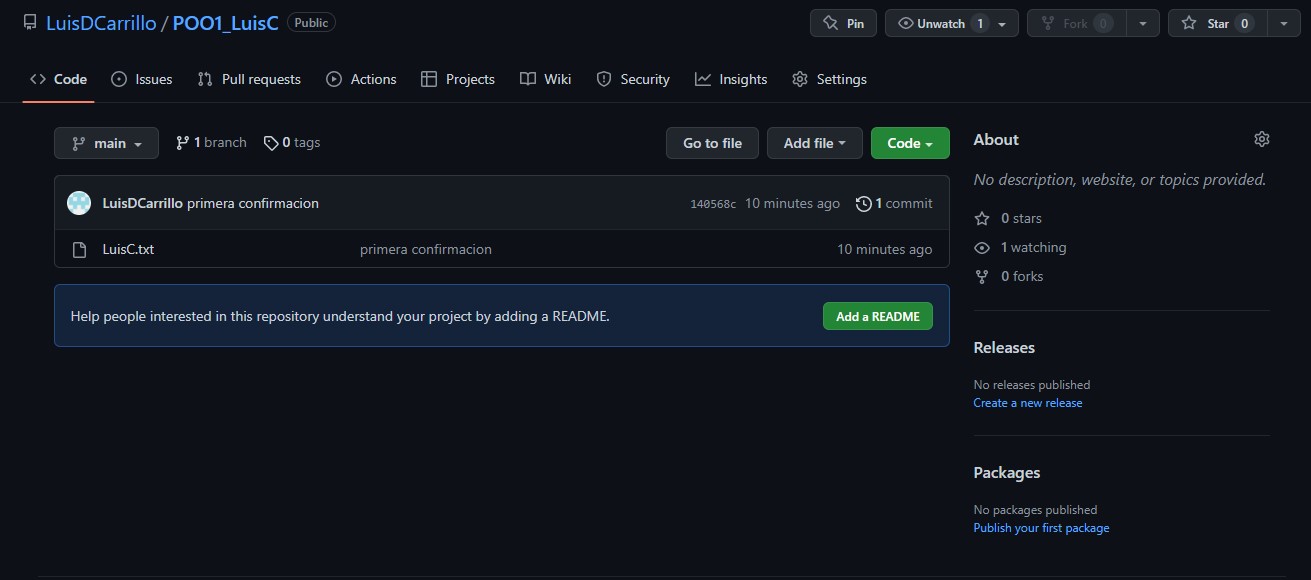 LuisDCarrillo / POO1_LuisC Public
Pin
Unwatch 1
Fork 0
Star 0
Code
Issues
Pull requests
Actions
Projects
Wiki
Security
Insights
Settings
main
1 branch
0 tags
Go to file
Add file
Code
LuisDCarrillo primera confirmacion
140568c 10 minutes ago
1 commit
LuisC.txt
primera confirmacion
10 minutes ago
Help people interested in this repository understand your project by adding a README.
Add a README
About
No description, website, or topics provided.
0 stars
1 watching
0 forks
Releases
No releases published
Create a new release
Packages
No packages published
Publish your first package